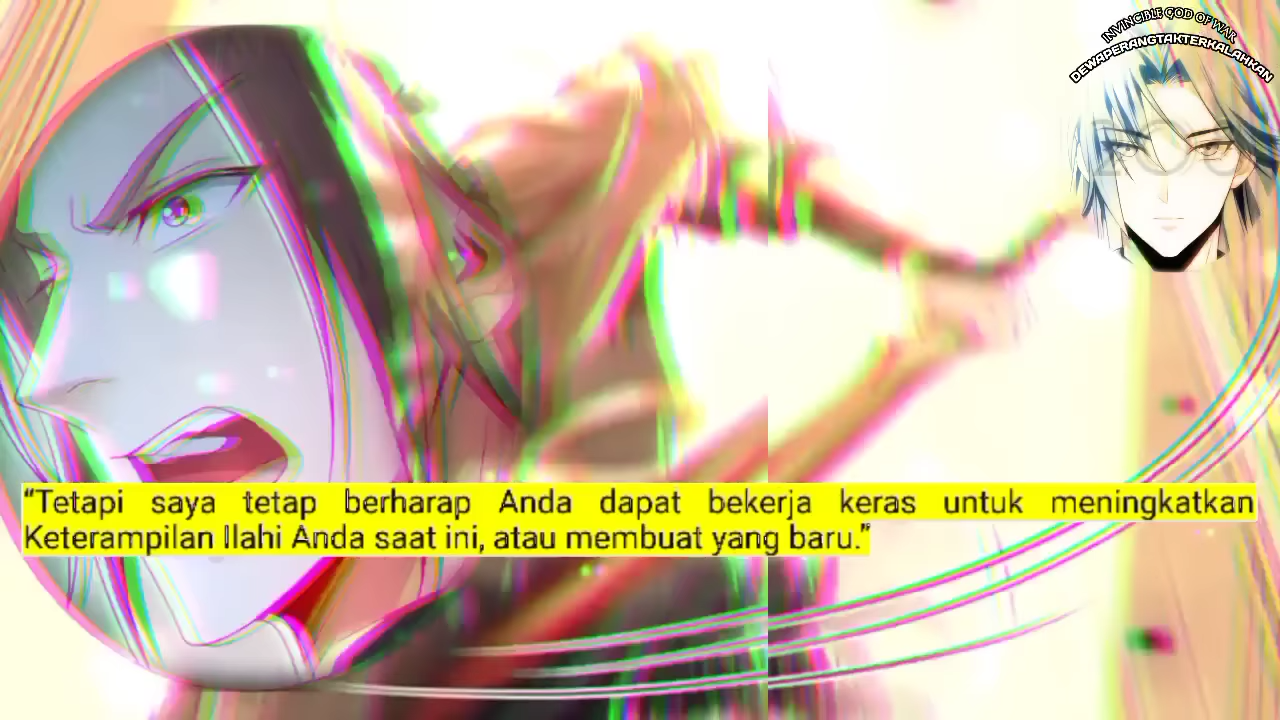 INVINCIBLE GOD OF WAR
DEWAPERANGTAKTERKALAHKAN
“Tetapi saya tetap berharap Anda dapat bekerja keras untuk meningkatkan
Keterampilan Ilahi Anda saat ini, atau membuat yang baru.”